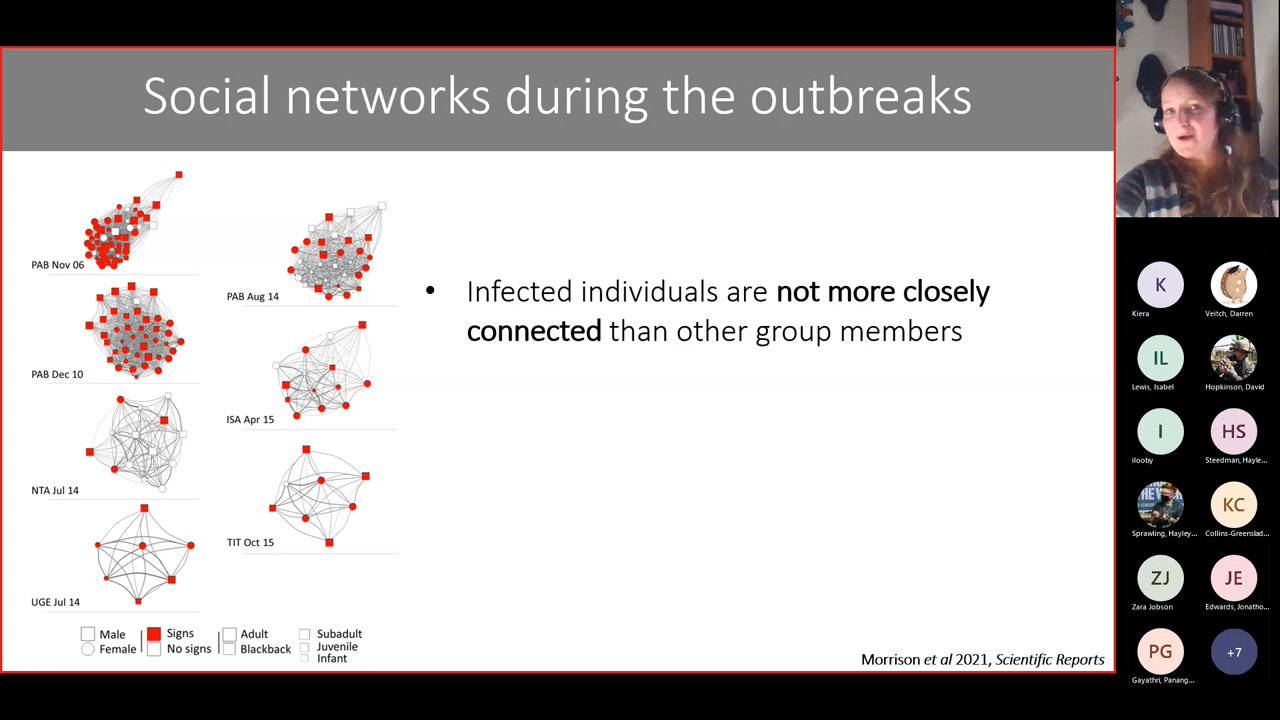 Social networks during the outbreaks
PAB Nov 06
PAB Aug 14
PAB Dec 10
ISA Apr 15
NTA Jul 14
TIT Oct 15
UGE Jul 14
• Infected individuals are not more closely
connected than other group members
Male
Female
Signs
No signs
Adult
Blackback
Subadult
Juvenile
Infant
Morrison et al 2021, Scientific Reports
K
Kiera
Veitch, Darren
IL
Lewis, Isabel
Hopkinson, David
I
ilooby
HS
Steedman, Hayle...
Sprawling, Hayley...
KC
Collins-Greenslad...
ZJ
Zara Jobson
JE
Edwards, Jonatho...
PG
Gayathri, Panang...
+7